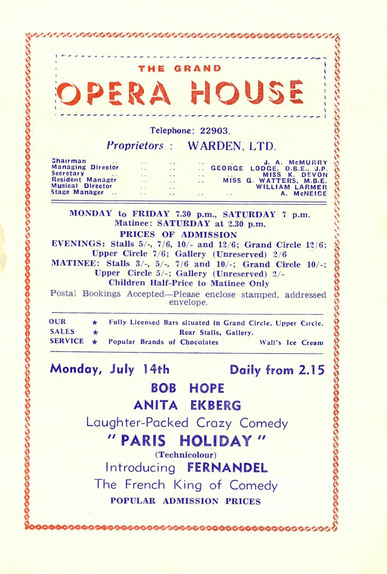 THE GRAND
OPERA HOUSE
Telephone: 22903.
Proprietors : WARDEN, LTD.
Chairman .. .. .. J. A. McMURRY
Managing Director .. .. GEORGE LODGE, O.B.E., J.P.
Secretary .. .. .. MISS K. DEVON
Resident Manager .. .. MISS G. WATTERS, M.B.E.
Musical Director .. .. WILLIAM LARMER
Stage Manager .. .. .. A. McNEICE
MONDAY to FRIDAY 7.30 p.m., SATURDAY 7 p.m.
Matinee: SATURDAY at 2.30 p.m.
PRICES OF ADMISSION
EVENINGS: Stalls 5/-, 7/6, 10/- and 12/6; Grand Circle 12/6;
Upper Circle 7/6; Gallery (Unreserved) 2/6
MATINEE: Stalls 3/-, 5/-, 7/6 and 10/-; Grand Circle 10/-;
Upper Circle 5/-; Gallery (Unreserved) 2/-
Children Half-Price to Matinee Only
Postal Bookings Accepted—Please enclose stamped, addressed
envelope.
OUR ★ Fully Licensed Bars situated in Grand Circle, Upper Circle,
SALES ★ Rear Stalls, Gallery.
SERVICE ★ Popular Brands of Chocolates Wall's Ice Cream
Monday, July 14th Daily from 2.15
BOB HOPE
ANITA EKBERG
Laughter-Packed Crazy Comedy
"PARIS HOLIDAY"
(Technicolour)
Introducing FERNANDEL
The French King of Comedy
POPULAR ADMISSION PRICES